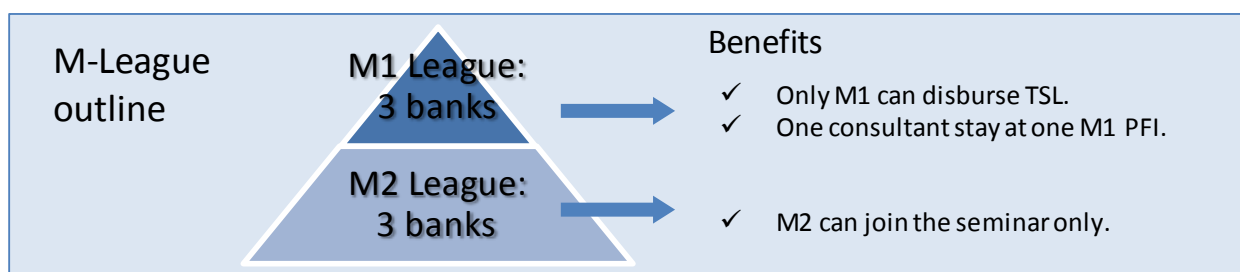 M-League
outline
M1 League:
3 banks
M2 League:
3 banks
Benefits
✓ Only M1 can disburse TSL.
✓ One consultant stay at one M1 PFI.
✓ M2 can join the seminar only.